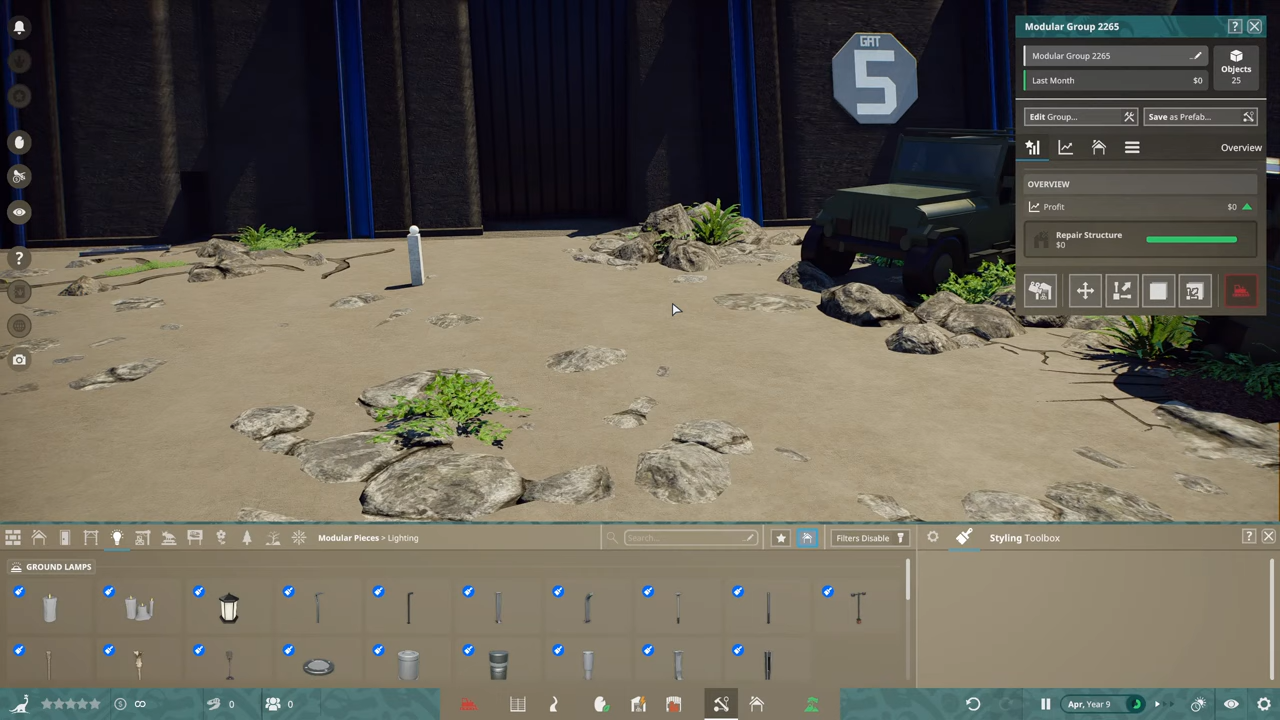 GAT
5
Modular Group 2265
?
Modular Group 2265
Last Month $0
Objects
25
Edit Group...
Save as Prefab...
Overview
OVERVIEW
Profit $0
Repair Structure
$0
?
Modular Pieces > Lighting
Search...
Filters Disable
Styling Toolbox
?
GROUND LAMPS
∞
0
0
Apr, Year 9